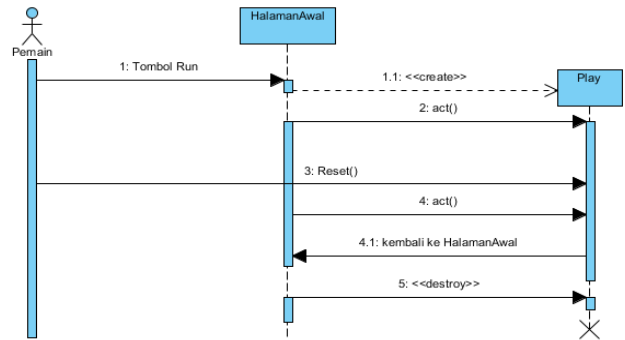 HalamanAwal
Pemain
1: Tombol Run
1.1: <<create>>
Play
2: act()
3: Reset()
4: act()
4.1: kembali ke HalamanAwal
5: <<destroy>>